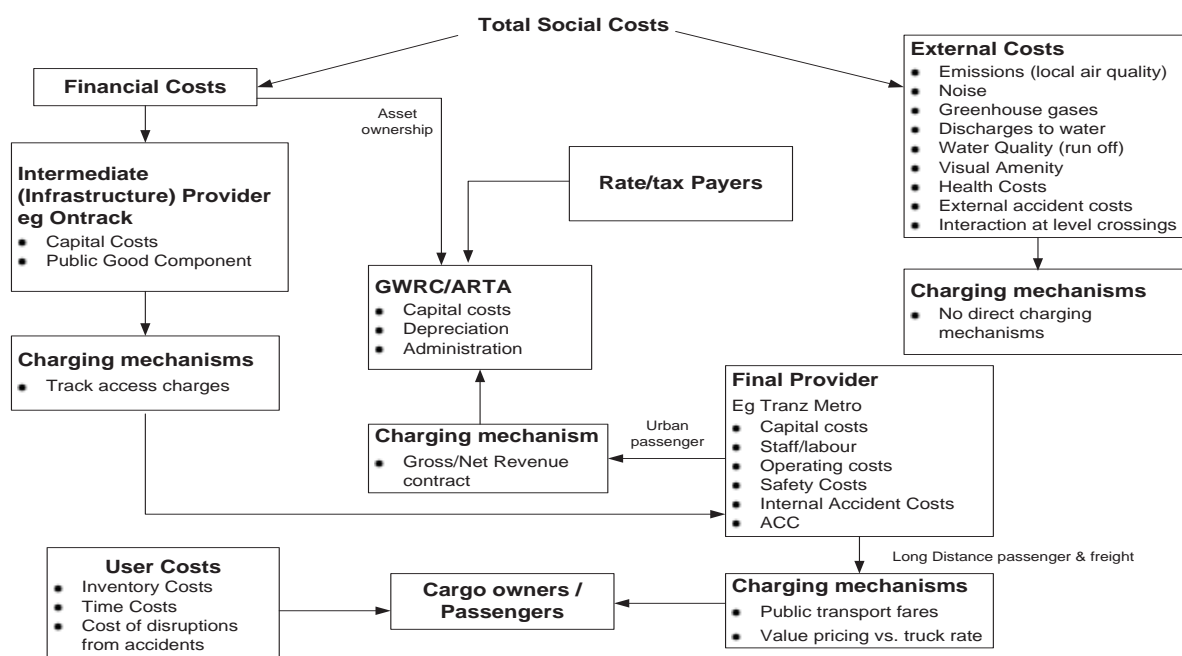 Total Social Costs
Financial Costs
Asset
ownership
External Costs
Emissions (local air quality)
Noise
Greenhouse gases
Discharges to water
Water Quality (run off)
Visual Amenity
Health Costs
External accident costs
Interaction at level crossings
Intermediate
(Infrastructure) Provider
eg Ontrack
Capital Costs
Public Good Component
Rate/tax Payers
GWRC/ARTA
Capital costs
Depreciation
Administration
Charging mechanisms
No direct charging
mechanisms
Charging mechanisms
Track access charges
Final Provider
Eg Tranz Metro
Capital costs
Staff/labour
Operating costs
Safety Costs
Internal Accident Costs
ACC
Urban
passenger
Charging mechanism
Gross/Net Revenue
contract
User Costs
Inventory Costs
Time Costs
Cost of disruptions
from accidents
Cargo owners /
Passengers
Long Distance passenger & freight
Charging mechanisms
Public transport fares
Value pricing vs. truck rate